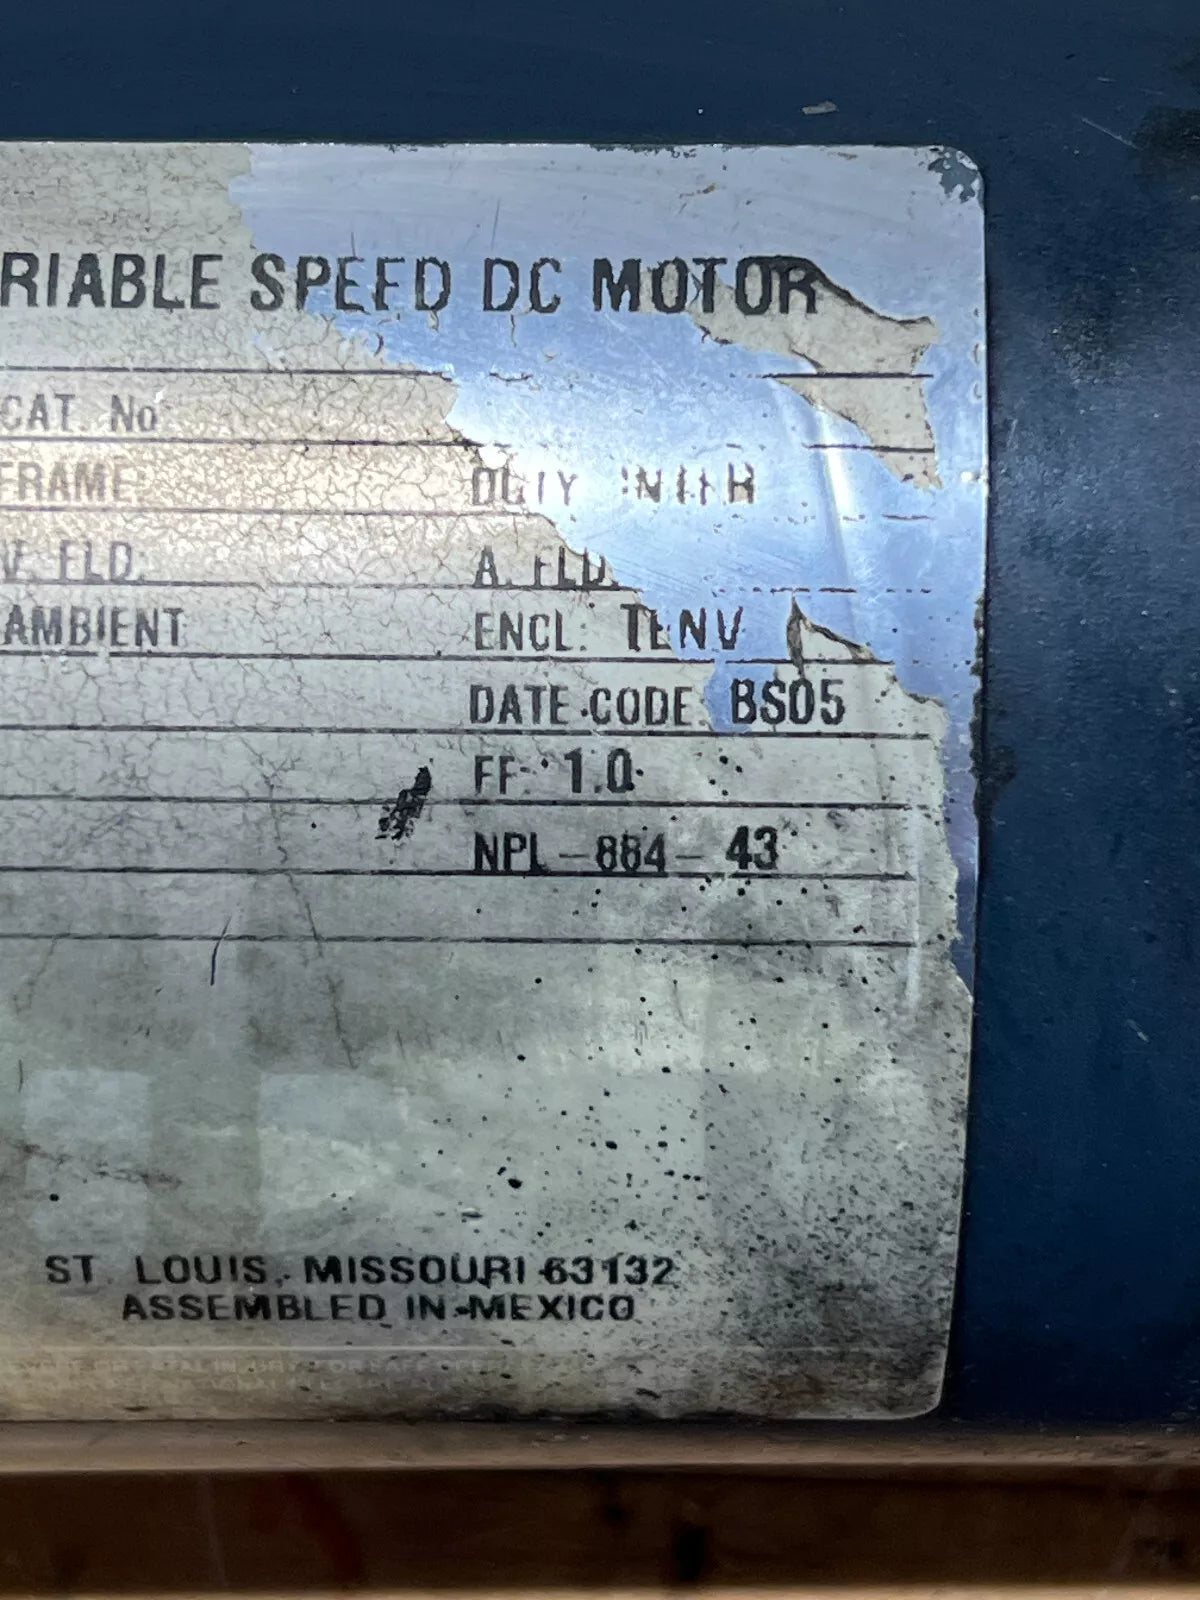 RIABLE SPEED DC MOTOR
CAT. No
FRAME DUTY INTER
V. FLD. A. FLD.
AMBIENT ENCL. TENV
DATE CODE BS05
FF 1.0
NPL-884-43
ST. LOUIS, MISSOURI 63132
ASSEMBLED IN MEXICO